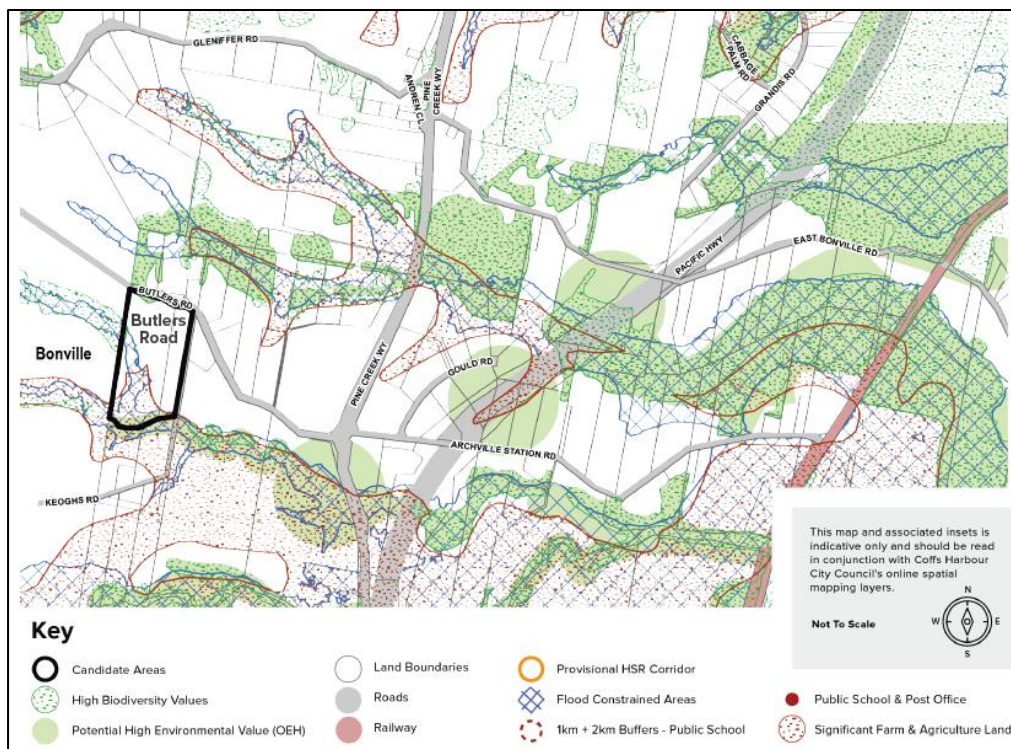 GLENIFFER RD
ANDREN CL
PINE
CREEK WY
CABBAGE
PALM RD
GRANDIS RD
PACIFIC HWY
EAST BONVILLE RD
BUTLERS RD
Butlers
Road
Bonville
PINE CREEK WY
GOULD RD
ARCHVILLE STATION RD
KEOGHS RD
This map and associated insets is
indicative only and should be read
in conjunction with Coffs Harbour
City Council's online spatial
mapping layers.
Not To Scale
N
W
E
S
Key
Candidate Areas
High Biodiversity Values
Potential High Environmental Value (OEH)
Land Boundaries
Roads
Railway
Provisional HSR Corridor
Flood Constrained Areas
1km + 2km Buffers - Public School
Public School & Post Office
Significant Farm & Agriculture Land